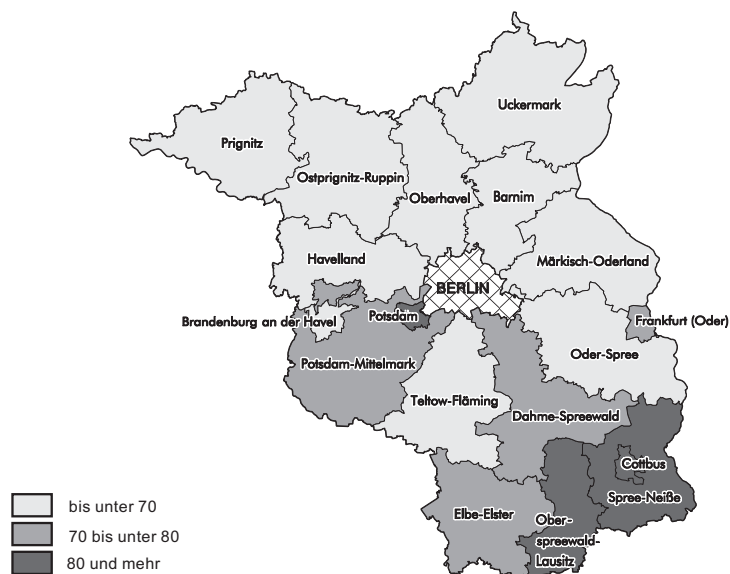 Uckermark
Prignitz
Ostprignitz-Ruppin
Oberhavel
Barnim
Havelland
Märkisch-Oderland
BERLIN
Brandenburg an der Havel
Potsdam
Frankfurt (Oder)
Oder-Spree
Potsdam-Mittelmark
Teltow-Fläming
Dahme-Spreewald
Cottbus
Spree-Neiße
Elbe-Elster
Ober-
spreewald-
Lausitz
bis unter 70
70 bis unter 80
80 und mehr